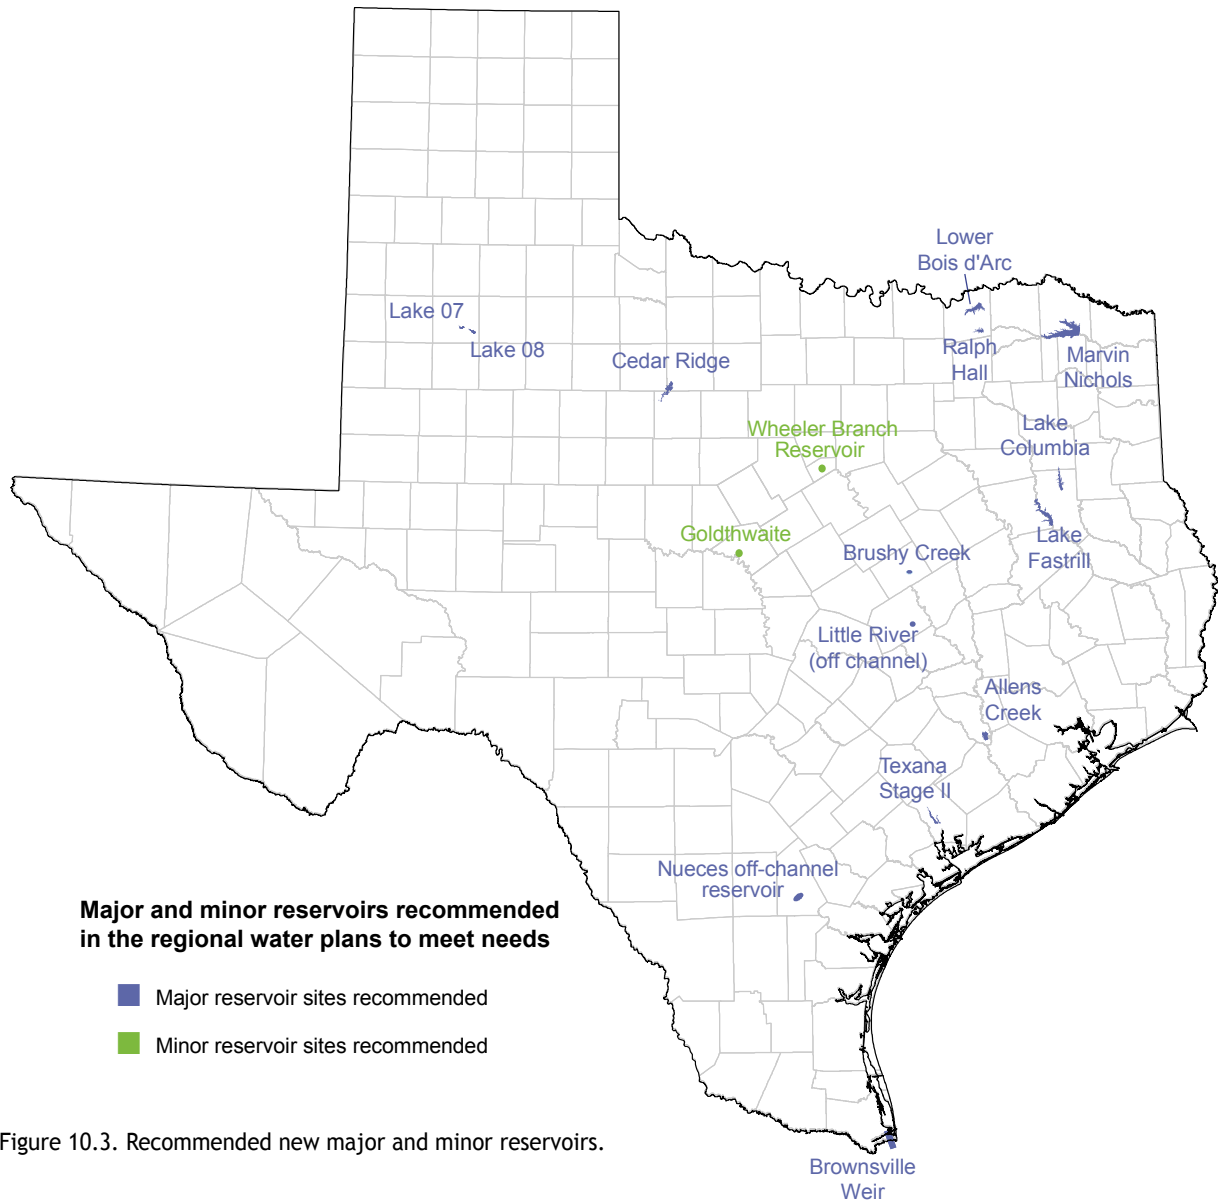 Lower
Bois d'Arc
Lake 07
Lake 08
Cedar Ridge
Ralph
Hall
Marvin
Nichols
Wheeler Branch
Reservoir
Lake
Columbia
Goldthwaite
Brushy Creek
Lake
Fastrill
Little River
(off channel)
Allens
Creek
Texana
Stage II
Nueces off-channel
reservoir
Major and minor reservoirs recommended
in the regional water plans to meet needs
Major reservoir sites recommended
Minor reservoir sites recommended
Figure 10.3. Recommended new major and minor reservoirs.
Brownsville
Weir